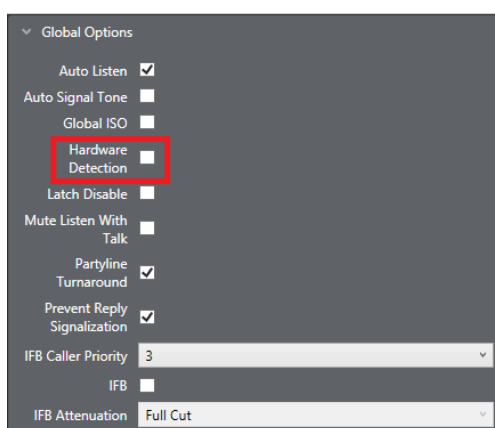 Global Options
Auto Listen
Auto Signal Tone
Global ISO
Hardware
Detection
Latch Disable
Mute Listen With
Talk
Partyline
Turnaround
Prevent Reply
Signalization
IFB Caller Priority 3
IFB
IFB Attenuation Full Cut